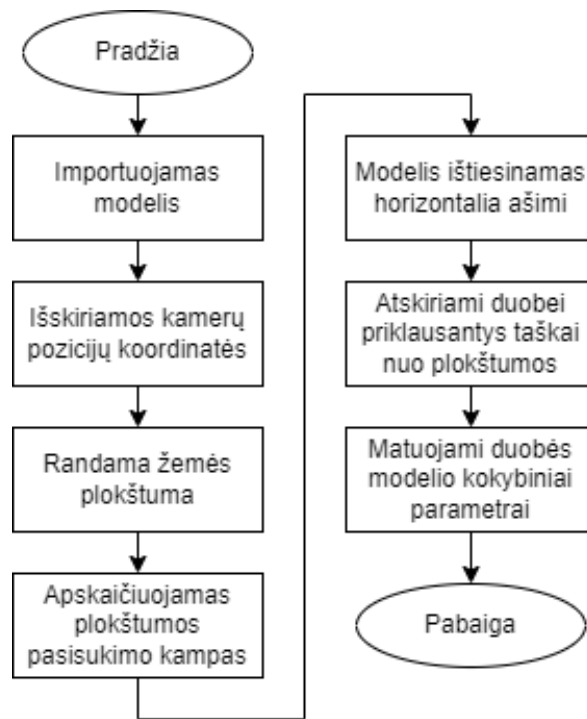 Pradžia
Importuojamas
modelis
Išskiriamos kamerų
pozicijų koordinatės
Randama žemės
plokštuma
Apskaičiuojamas
plokštumos
pasisukimo kampas
Modelis ištiesinamas
horizontalia ašimi
Atskiriami duobei
priklausantys taškai
nuo plokštumos
Matuojami duobės
modelio kokybiniai
parametrai
Pabaiga